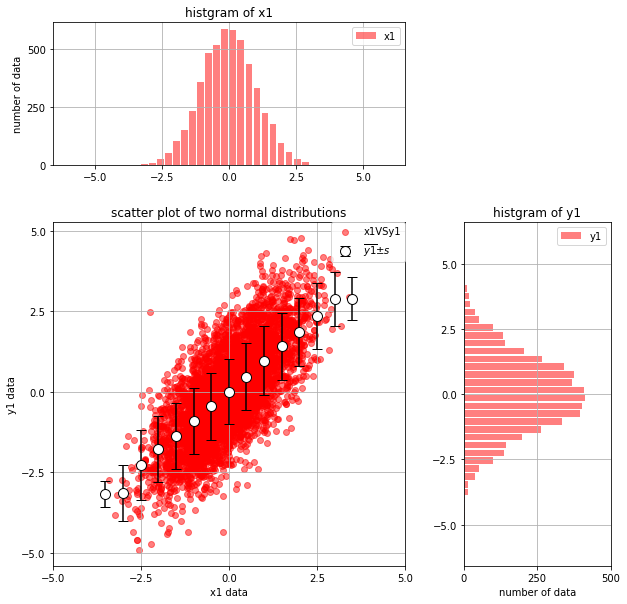 histgram of x1
number of data
500
250
0
x1
−5.0
−2.5
0.0
2.5
5.0
scatter plot of two normal distributions
y1 data
5.0
2.5
0.0
−2.5
−5.0
x1VSy1
y1±s
−5.0
−2.5
0.0
2.5
5.0
x1 data
histgram of y1
y1
5.0
2.5
0.0
−2.5
−5.0
0
250
500
number of data